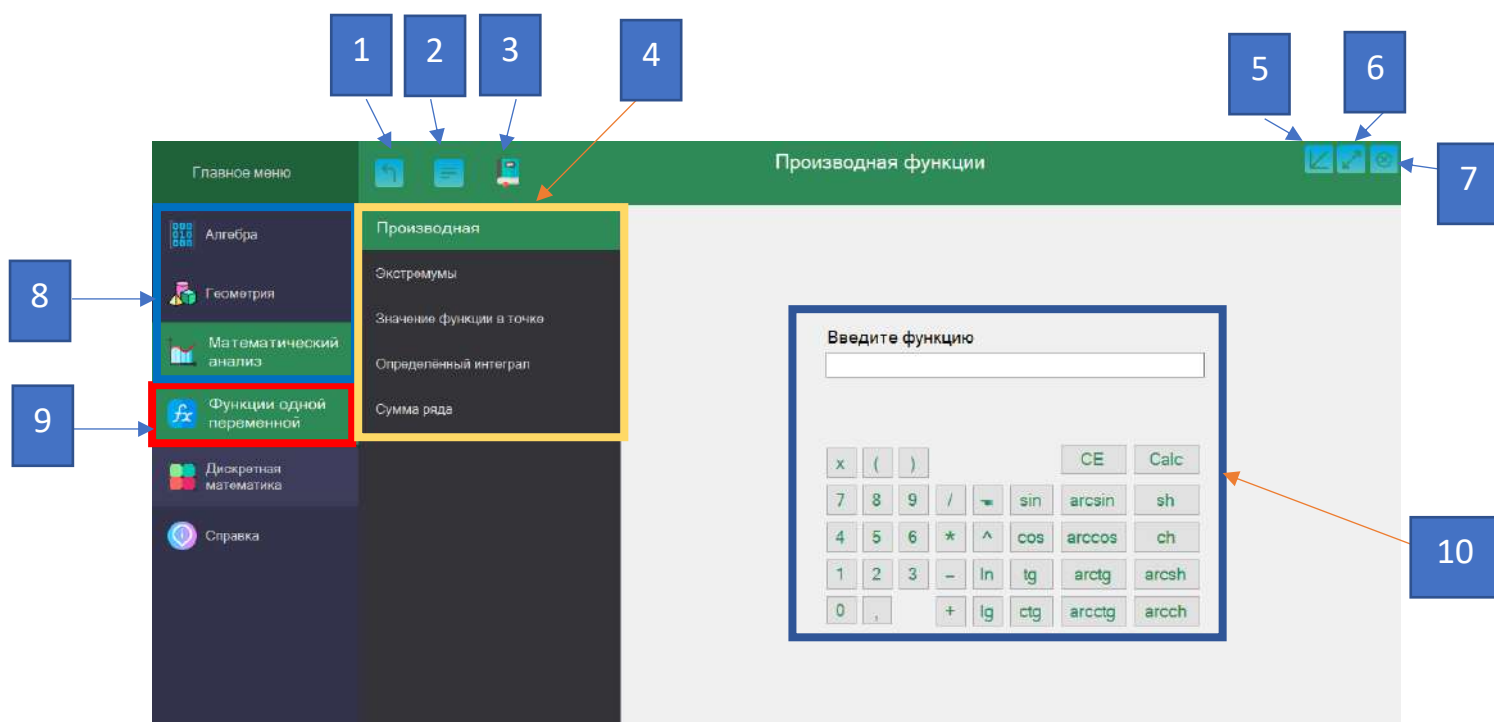 1
2
3
4
5
6
7
Главное меню
Производная функции
8
Алгебра
Геометрия
Математический
анализ
9
Функции одной
переменной
Дискретная
математика
Справка
Производная
Экстремумы
Значение функции в точке
Определённый интеграл
Сумма ряда
10
Введите функцию
x ( ) CE Calc
7 8 9 / sin arcsin sh
4 5 6 * ^ cos arccos ch
1 2 3 - ln tg arctg arcsh
0 , + lg ctg arcctg arcch